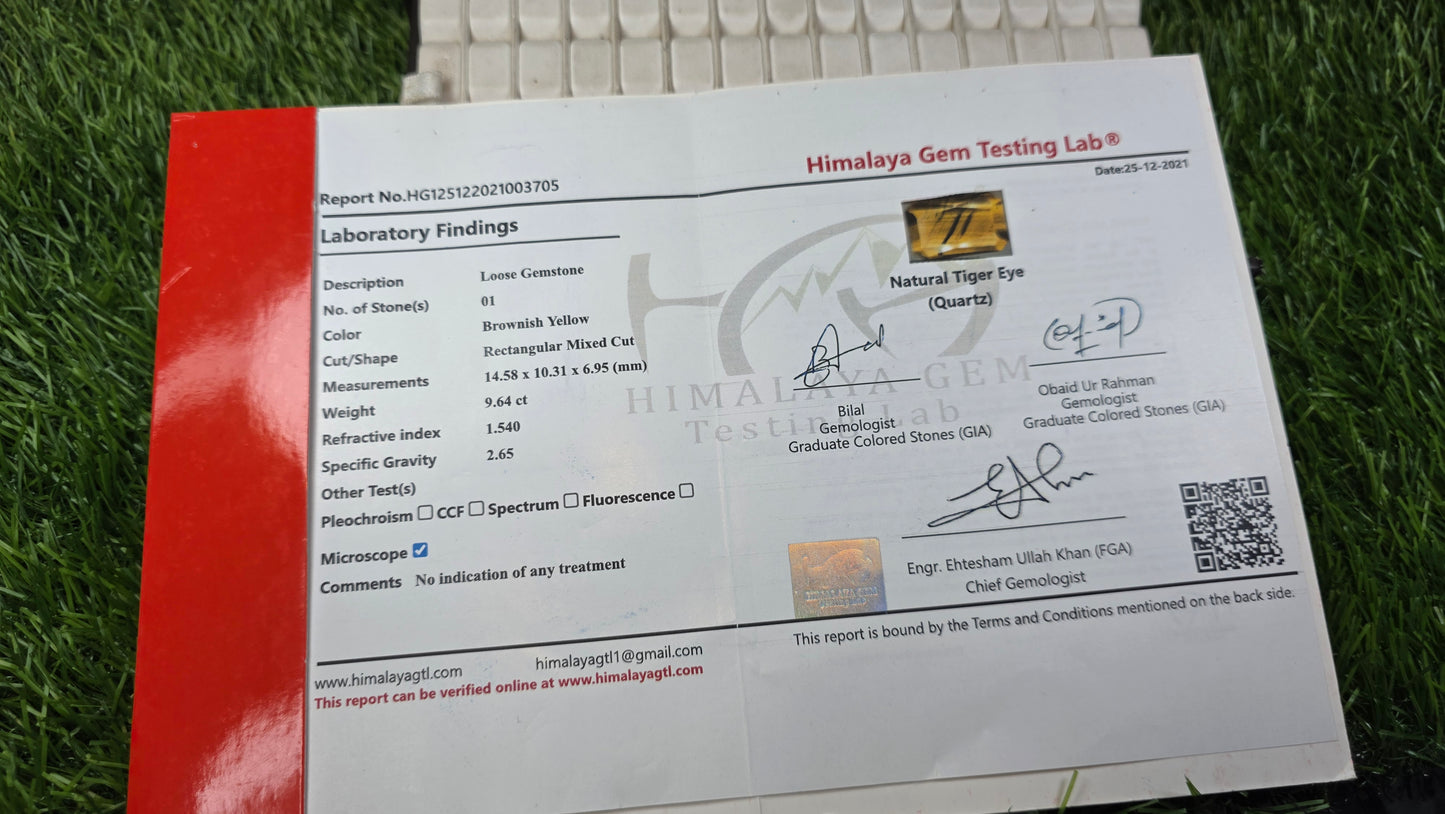 Himalaya Gem Testing Lab®
Report No.HG125122021003705
Date:25-12-2021
Laboratory Findings
Description Loose Gemstone
No. of Stone(s) 01
Color Brownish Yellow
Cut/Shape Rectangular Mixed Cut
Measurements 14.58 x 10.31 x 6.95 (mm)
Weight 9.64 ct
Refractive index 1.540
Specific Gravity 2.65
Other Test(s)
Pleochroism CCF Spectrum Fluorescence
Microscope
Comments No indication of any treatment
www.himalayagtl.com himalayagtl1@gmail.com
This report can be verified online at www.himalayagtl.com
Natural Tiger Eye
(Quartz)
HIMALAYA GEM
Testing Lab
Bilal
Gemologist
Graduate Colored Stones (GIA)
Obaid Ur Rahman
Gemologist
Graduate Colored Stones (GIA)
Engr. Ehtesham Ullah Khan (FGA)
Chief Gemologist
This report is bound by the Terms and Conditions mentioned on the back side.